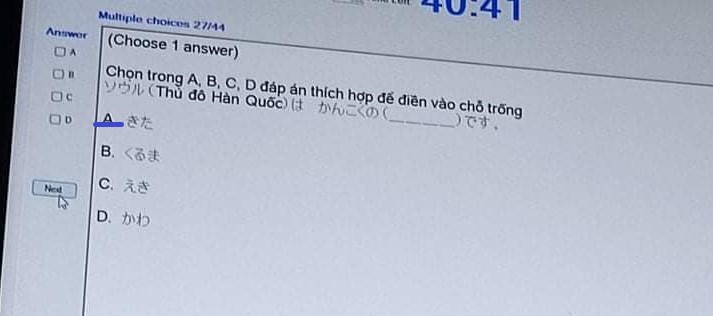 40:41
Multiple choices 27/44
Answer
(Choose 1 answer)
A
B
C
D
Chọn trong A, B, C, D đáp án thích hợp để điền vào chỗ trống
ソウル (Thủ đô Hàn Quốc) は かんこくの (_______) です。
A. きた
B. くるま
C. えき
D. かわ
Next